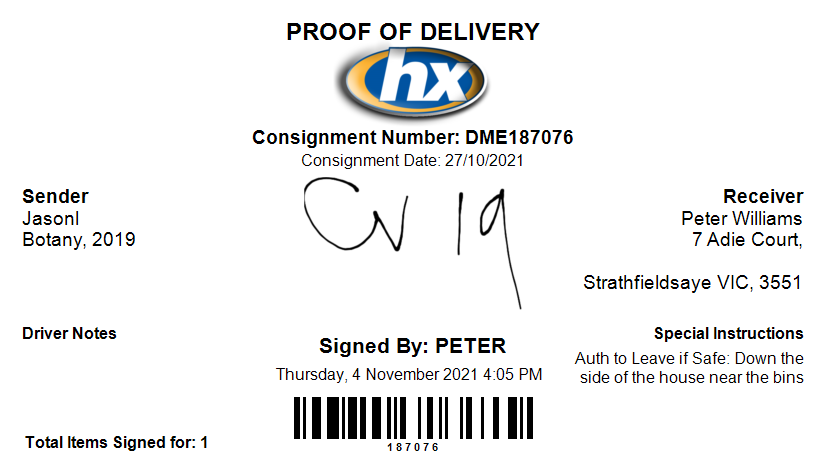 PROOF OF DELIVERY
hx
Consignment Number: DME187076
Consignment Date: 27/10/2021
Sender
JasonI
Botany, 2019
CV 19
Receiver
Peter Williams
7 Adie Court,
Strathfieldsaye VIC, 3551
Driver Notes
Signed By: PETER
Thursday, 4 November 2021 4:05 PM
Special Instructions
Auth to Leave if Safe: Down the
side of the house near the bins
187076
Total Items Signed for: 1